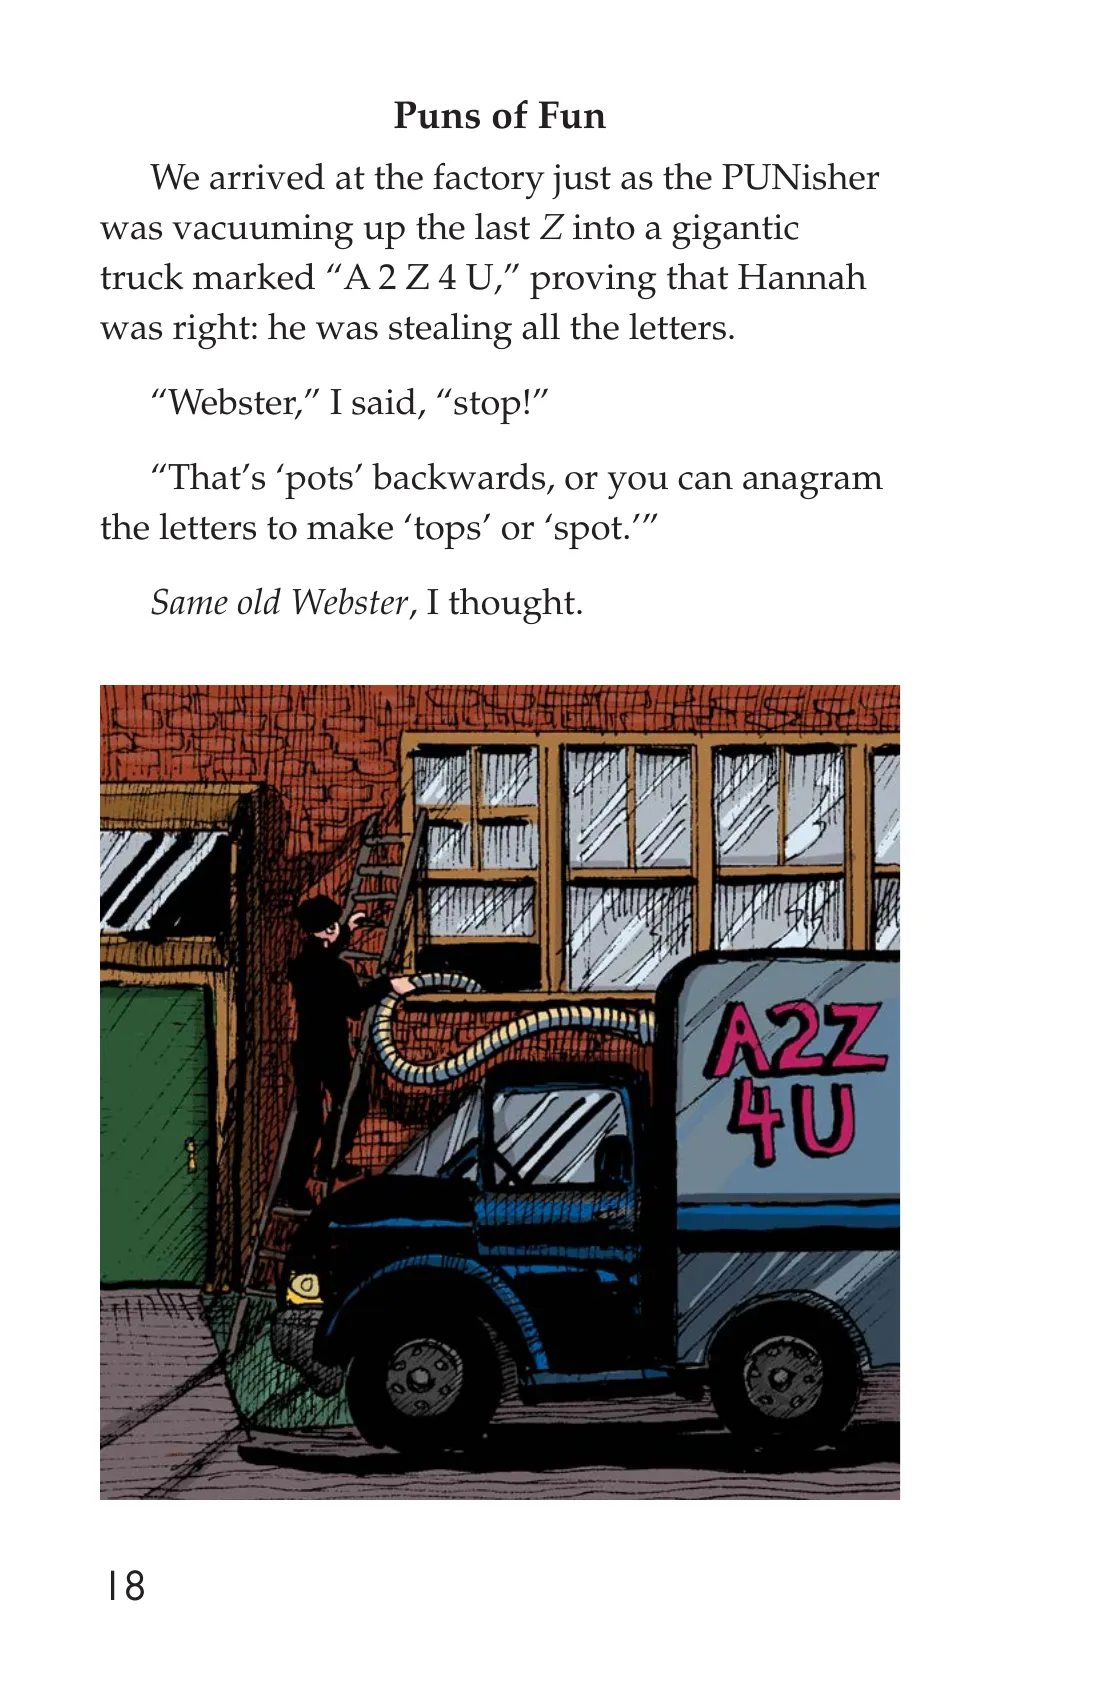 Puns of Fun
We arrived at the factory just as the PUNisher
was vacuuming up the last Z into a gigantic
truck marked “A 2 Z 4 U,” proving that Hannah
was right: he was stealing all the letters.
“Webster,” I said, “stop!”
“That’s ‘pots’ backwards, or you can anagram
the letters to make ‘tops’ or ‘spot.’”
Same old Webster, I thought.
A2Z
4U
18